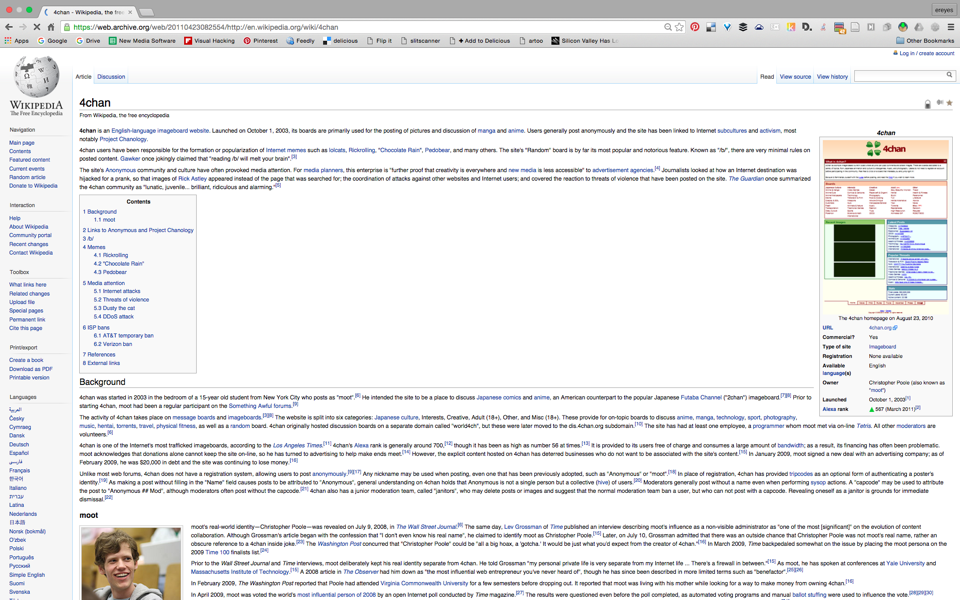 4chan - Wikipedia, the free
ereyes
https://web.archive.org/web/20110423082554/http://en.wikipedia.org/wiki/4chan
Apps Google Drive New Media Software Visual Hacking Pinterest Feedly delicious Flip it slitscanner + Add to Delicious artoo Silicon Valley Has Lo Other Bookmarks
Log in / create account
Article Discussion Read View source View history
WIKIPEDIA
The Free Encyclopedia
Navigation
Main page
Contents
Featured content
Current events
Random article
Donate to Wikipedia
Interaction
Help
About Wikipedia
Community portal
Recent changes
Contact Wikipedia
Toolbox
What links here
Related changes
Upload file
Special pages
Permanent link
Cite this page
Print/export
Create a book
Download as PDF
Printable version
Languages
العربية
Česky
Cymraeg
Dansk
Deutsch
Español
فارسی
Français
한국어
Italiano
עברית
Latina
Nederlands
日本語
Norsk (bokmål)
O'zbek
Polski
Português
Русский
Simple English
Suomi
Svenska
4chan
From Wikipedia, the free encyclopedia
4chan is an English-language imageboard website. Launched on October 1, 2003, its boards are primarily used for the posting of pictures and discussion of manga and anime. Users generally post anonymously and the site has been linked to Internet subcultures and activism, most
notably Project Chanology.
4chan users have been responsible for the formation or popularization of Internet memes such as lolcats, Rickrolling, "Chocolate Rain", Pedobear, and many others. The site's "Random" board is by far its most popular and notorious feature. Known as "/b/", there are very minimal rules on
posted content. Gawker once jokingly claimed that "reading /b/ will melt your brain".[3]
The site's Anonymous community and culture have often provoked media attention. For media planners, this enterprise is "further proof that creativity is everywhere and new media is less accessible" to advertisement agencies.[4] Journalists looked at how an Internet destination was
hijacked for a prank, so that images of Rick Astley appeared instead of the page that was searched for; the coordination of attacks against other websites and Internet users; and covered the reaction to threats of violence that have been posted on the site. The Guardian once summarized
the 4chan community as "lunatic, juvenile... brilliant, ridiculous and alarming."[5]
Contents
1 Background
1.1 moot
2 Links to Anonymous and Project Chanology
3 /b/
4 Memes
4.1 Rickrolling
4.2 "Chocolate Rain"
4.3 Pedobear
5 Media attention
5.1 Internet attacks
5.2 Threats of violence
5.3 Dusty the cat
5.4 DDoS attack
6 ISP bans
6.1 AT&T temporary ban
6.2 Verizon ban
7 References
8 External links
4chan
4chan
The 4chan homepage on August 23, 2010
URL 4chan.org
Commercial? Yes
Type of site Imageboard
Registration None available
Available language(s) English
Owner Christopher Poole (also known as "moot")
Launched October 1, 2003[1]
Alexa rank 567 (March 2011)[2]
Background
4chan was started in 2003 in the bedroom of a 15-year old student from New York City who posts as "moot".[6] He intended the site to be a place to discuss Japanese comics and anime, an American counterpart to the popular Japanese Futaba Channel ("2chan") imageboard.[7][8] Prior to
starting 4chan, moot had been a regular participant on the Something Awful forums.[9]
The activity of 4chan takes place on message boards and imageboards.[3][8] The website is split into six categories: Japanese culture, Interests, Creative, Adult (18+), Other, and Misc (18+). These provide for on-topic boards to discuss anime, manga, technology, sport, photography,
music, hentai, torrents, travel, physical fitness, as well as a random board. 4chan originally hosted discussion boards on a separate domain called "world4ch", but these were later moved to the dis.4chan.org subdomain.[10] The site has had at least one employee, a programmer whom moot met via on-line Tetris. All other moderators are
volunteers.[6]
4chan is one of the Internet's most trafficked imageboards, according to the Los Angeles Times.[11] 4chan's Alexa rank is generally around 700,[12] though it has been as high as number 56 at times.[13] It is provided to its users free of charge and consumes a large amount of bandwidth; as a result, its financing has often been problematic.
moot acknowledges that donations alone cannot keep the site on-line, so he has turned to advertising to help make ends meet.[14] However, the explicit content hosted on 4chan has deterred businesses who do not want to be associated with the site's content.[15] In January 2009, moot signed a new deal with an advertising company; as of
February 2009, he was $20,000 in debt and the site was continuing to lose money.[16]
Unlike most web forums, 4chan does not have a registration system, allowing users to post anonymously.[9][17] Any nickname may be used when posting, even one that has been previously adopted, such as "Anonymous" or "moot".[18] In place of registration, 4chan has provided tripcodes as an optional form of authenticating a poster's
identity.[19] As making a post without filling in the "Name" field causes posts to be attributed to "Anonymous", general understanding on 4chan holds that Anonymous is not a single person but a collective (hive) of users.[20] Moderators generally post without a name even when performing sysop actions. A "capcode" may be used to attribute
the post to "Anonymous ## Mod", although moderators often post without the capcode.[21] 4chan also has a junior moderation team, called "janitors", who may delete posts or images and suggest that the normal moderation team ban a user, but who can not post with a capcode. Revealing oneself as a janitor is grounds for immediate
dismissal.[22]
moot
moot's real-world identity—Christopher Poole—was revealed on July 9, 2008, in The Wall Street Journal.[6] The same day, Lev Grossman of Time published an interview describing moot's influence as a non-visible administrator as "one of the most [significant]" on the evolution of content
collaboration. Although Grossman's article began with the confession that "I don't even know his real name", he claimed to identify moot as Christopher Poole.[15] Later, on July 10, Grossman admitted that there was an outside chance that Christopher Poole was not moot's real name, rather an
obscure reference to a 4chan inside joke.[23] The Washington Post concurred that "Christopher Poole" could be "all a big hoax, a 'gotcha.' It would be just what you'd expect from the creator of 4chan."[16] In March 2009, Time backpedaled somewhat on the issue by placing the moot persona on the
2009 Time 100 finalists list.[24]
Prior to the Wall Street Journal and Time interviews, moot deliberately kept his real identity separate from 4chan. He told Grossman "my personal private life is very separate from my Internet life ... There's a firewall in between."[15] As moot, he has spoken at conferences at Yale University and
Massachusetts Institute of Technology.[15] A 2008 article in The Observer had him down as "the most influential web entrepreneur you've never heard of", though he has since been described in more limited terms such as "benefactor".[25][26]
In February 2009, The Washington Post reported that Poole had attended Virginia Commonwealth University for a few semesters before dropping out. It reported that moot was living with his mother while looking for a way to make money from owning 4chan.[16]
In April 2009, moot was voted the world's most influential person of 2008 by an open Internet poll conducted by Time magazine.[27] The results were questioned even before the poll completed, as automated voting programs and manual ballot stuffing were used to influence the vote.[28][29][30]